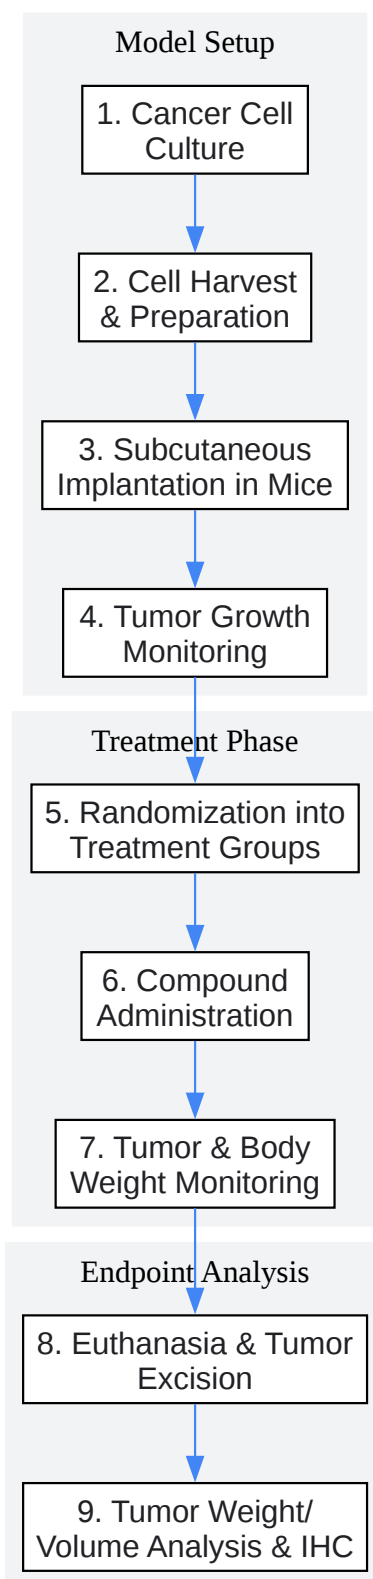 Model Setup
1. Cancer Cell
Culture
2. Cell Harvest
& Preparation
3. Subcutaneous
Implantation in Mice
4. Tumor Growth
Monitoring
Treatment Phase
5. Randomization into
Treatment Groups
6. Compound
Administration
7. Tumor & Body
Weight Monitoring
Endpoint Analysis
8. Euthanasia & Tumor
Excision
9. Tumor Weight/
Volume Analysis & IHC